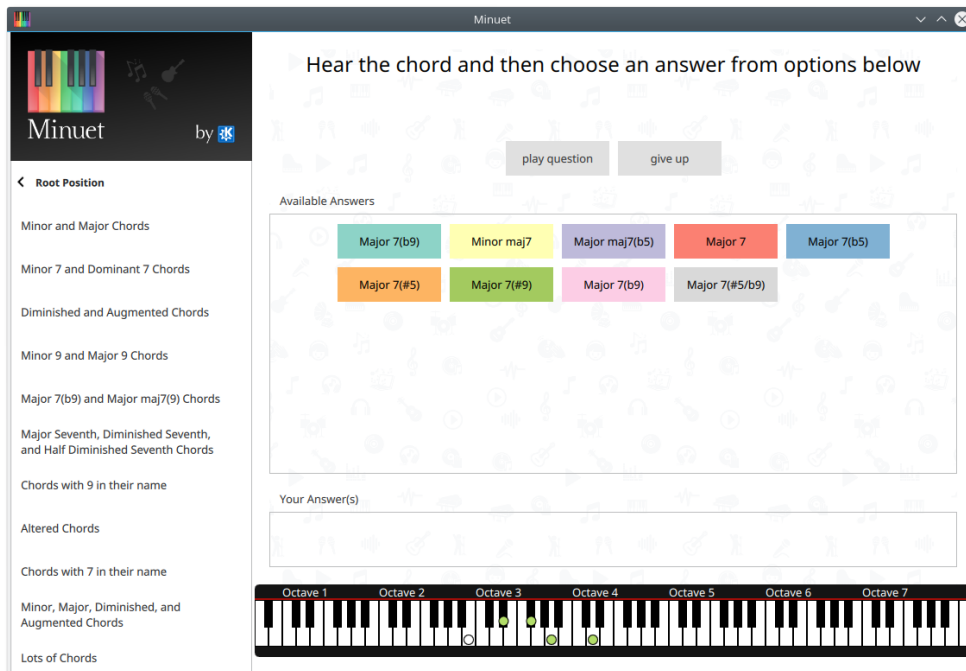 Minuet
Minuet
by
Root Position
Minor and Major Chords
Minor 7 and Dominant 7 Chords
Diminished and Augmented Chords
Minor 9 and Major 9 Chords
Major 7(b9) and Major maj7(9) Chords
Major Seventh, Diminished Seventh,
and Half Diminished Seventh Chords
Chords with 9 in their name
Altered Chords
Chords with 7 in their name
Minor, Major, Diminished, and
Augmented Chords
Lots of Chords
Hear the chord and then choose an answer from options below
play question give up
Available Answers
Major 7(b9) Minor maj7 Major maj7(b5) Major 7 Major 7(b5)
Major 7(#5) Major 7(#9) Major 7(b9) Major 7(#5/b9)
Your Answer(s)
Octave 1 Octave 2 Octave 3 Octave 4 Octave 5 Octave 6 Octave 7